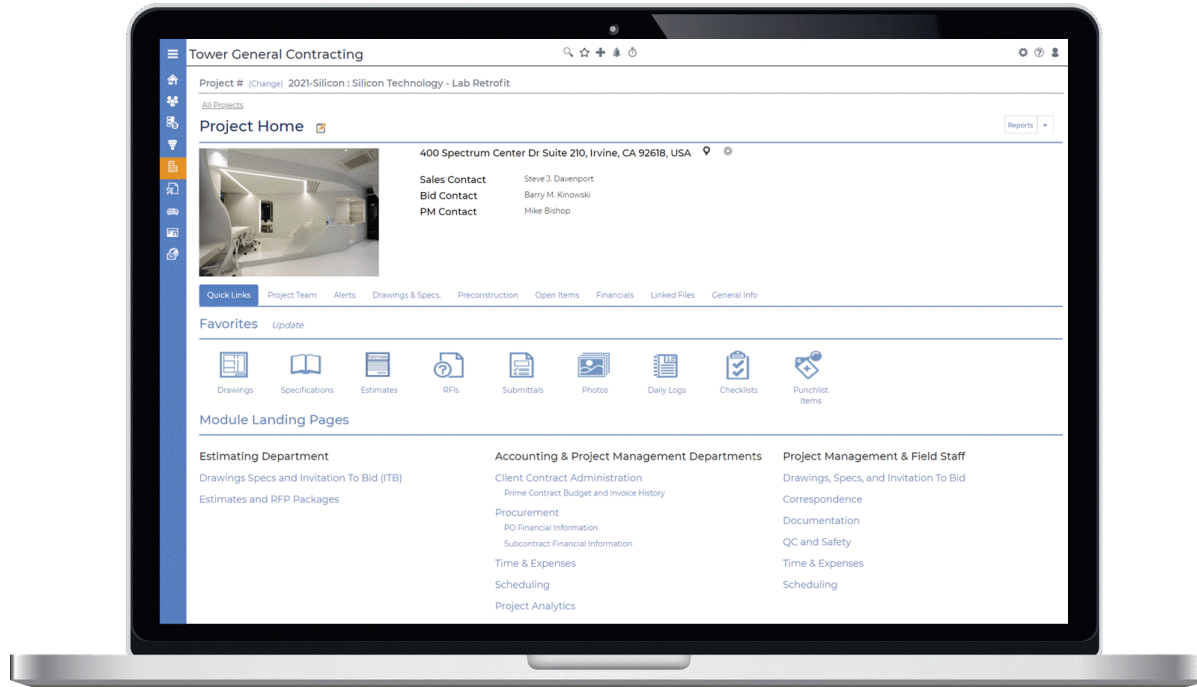 Tower General Contracting
Project # (Change) 2021-Silicon : Silicon Technology - Lab Retrofit
All Projects
Project Home
Reports
400 Spectrum Center Dr Suite 210, Irvine, CA 92618, USA
Sales Contact Steve J. Davenport
Bid Contact Barry M. Kinowski
PM Contact Mike Bishop
Quick Links Project Team Alerts Drawings & Specs. Preconstruction Open Items Financials Linked Files General Info
Favorites Update
Estimate
Drawings Specifications Estimates RFIs Submittals Photos Daily Logs Checklists Punchlist
Items
Module Landing Pages
Estimating Department
Drawings Specs and Invitation To Bid (ITB)
Estimates and RFP Packages
Accounting & Project Management Departments
Client Contract Administration
Prime Contract Budget and Invoice History
Procurement
PO Financial Information
Subcontract Financial Information
Time & Expenses
Scheduling
Project Analytics
Project Management & Field Staff
Drawings, Specs, and Invitation To Bid
Correspondence
Documentation
QC and Safety
Time & Expenses
Scheduling